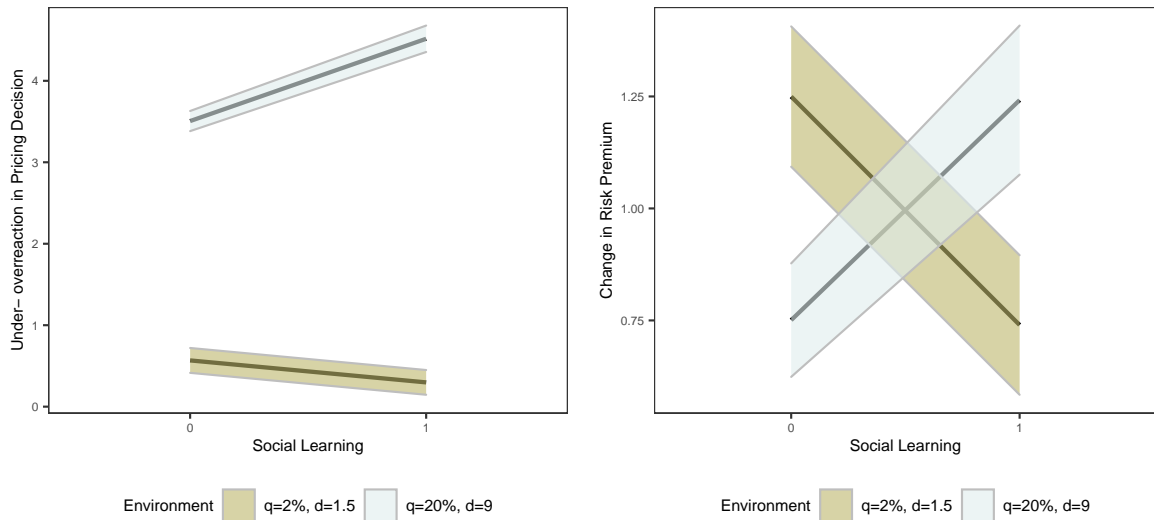 Under− overreaction in Pricing Decision
4
3
2
1
0
0 1
Social Learning
Environment q=2%, d=1.5 q=20%, d=9
Change in Risk Premium
1.25
1.00
0.75
0 1
Social Learning
Environment q=2%, d=1.5 q=20%, d=9